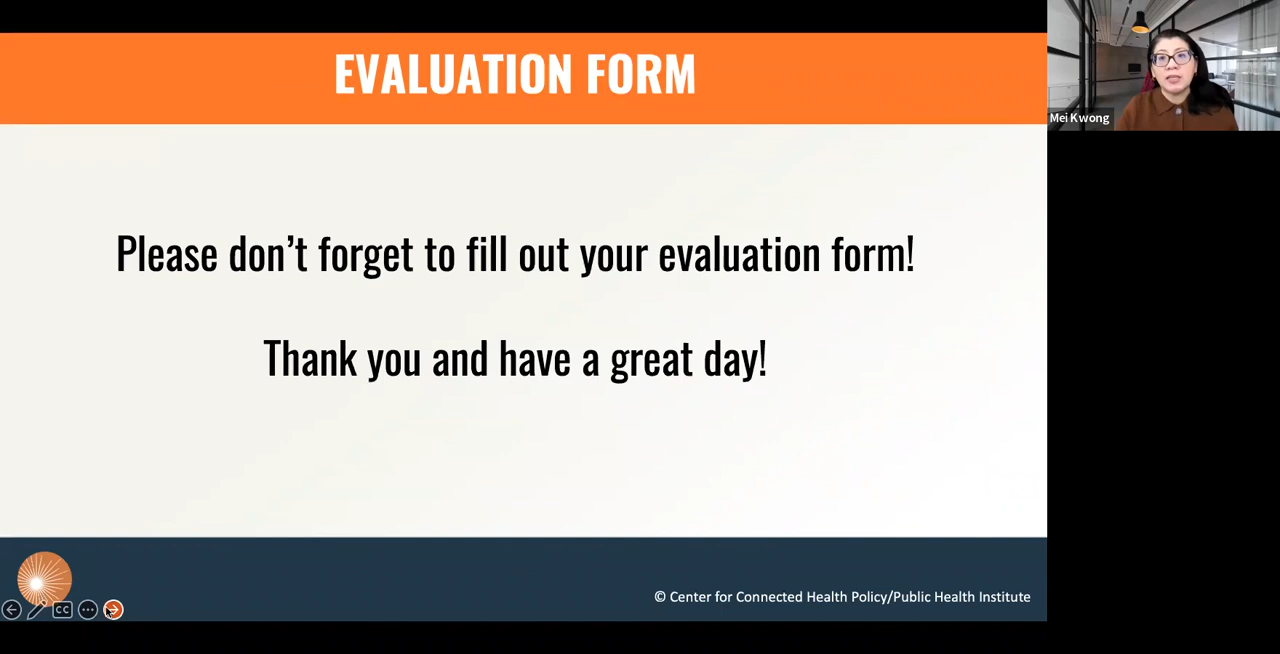 EVALUATION FORM
Mei Kwong
Please don’t forget to fill out your evaluation form!
Thank you and have a great day!
© Center for Connected Health Policy/Public Health Institute
CC